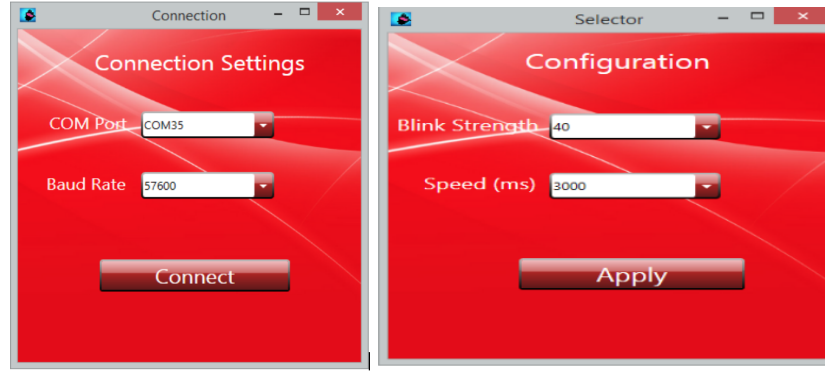 Connection
Connection Settings
COM Port COM35
Baud Rate 57600
Connect
Selector
Configuration
Blink Strength 40
Speed (ms) 3000
Apply